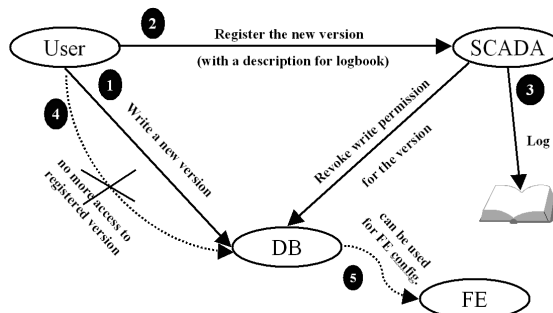 2
User
Register the new version
SCADA
(with a description for logbook)
1
3
4
Write a new version
Revoke write permission
for the version
Log
no more access to
registered version
DB
can be used
for FE config.
5
FE